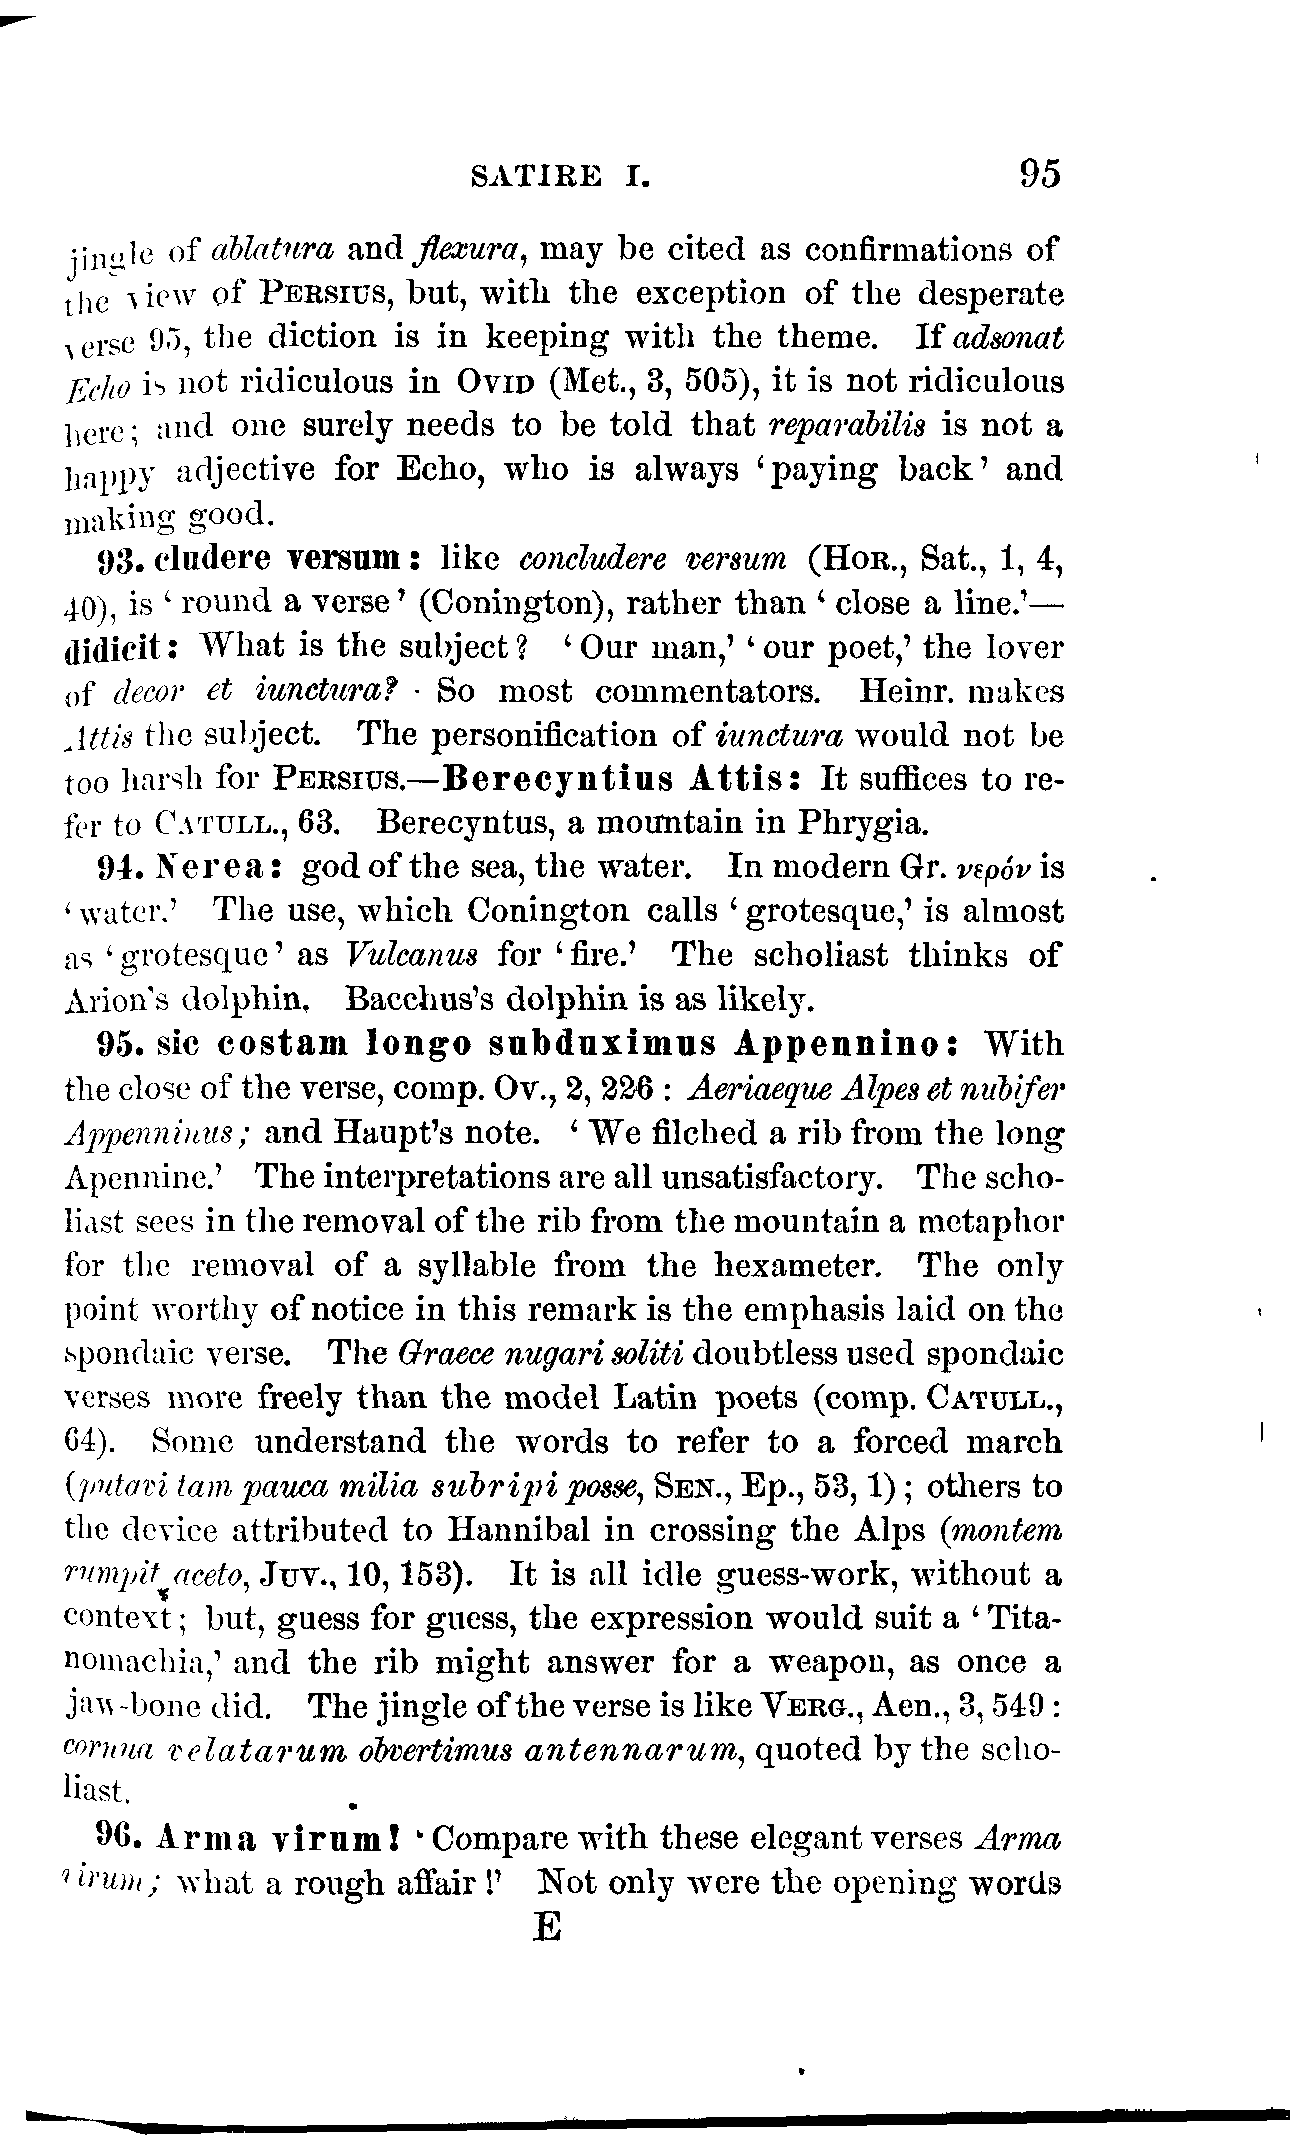 SATIRE I. 95
jingle of ablatura and flexura, may be cited as confirmations of
the view of PERSIUS, but, with the exception of the desperate
verse 95, the diction is in keeping with the theme. If adsonat
Echo is not ridiculous in OVID (Met., 3, 505), it is not ridiculous
here; and one surely needs to be told that reparabilis is not a
happy adjective for Echo, who is always ‘paying back’ and
making good.
93. cludere versum: like concludere versum (HOR., Sat., 1, 4,
40), is ‘round a verse’ (Conington), rather than ‘close a line.’—
didicit: What is the subject? ‘Our man,’ ‘our poet,’ the lover
of decor et iunctura? So most commentators. Heinr. makes
Attis the subject. The personification of iunctura would not be
too harsh for PERSIUS.—Berecyntius Attis: It suffices to re-
fer to CATULL., 63. Berecyntus, a mountain in Phrygia.
94. Nerea: god of the sea, the water. In modern Gr. νερόν is
‘water.’ The use, which Conington calls ‘grotesque,’ is almost
as ‘grotesque’ as Vulcanus for ‘fire.’ The scholiast thinks of
Arion's dolphin. Bacchus's dolphin is as likely.
95. sic costam longo subduximus Appennino: With
the close of the verse, comp. OV., 2, 226: Aeriaeque Alpes et nubifer
Appenninus; and Haupt's note. ‘We filched a rib from the long
Apennine.’ The interpretations are all unsatisfactory. The scho-
liast sees in the removal of the rib from the mountain a metaphor
for the removal of a syllable from the hexameter. The only
point worthy of notice in this remark is the emphasis laid on the
spondaic verse. The Graece nugari soliti doubtless used spondaic
verses more freely than the model Latin poets (comp. CATULL.,
64). Some understand the words to refer to a forced march
(putavi tam pauca milia subripi posse, SEN., Ep., 53, 1); others to
the device attributed to Hannibal in crossing the Alps (montem
rumpit aceto, JUV., 10, 153). It is all idle guess-work, without a
context; but, guess for guess, the expression would suit a ‘Tita-
nomachia,’ and the rib might answer for a weapon, as once a
jaw-bone did. The jingle of the verse is like VERG., Aen., 3, 549:
cornua velatarum obvertimus antennarum, quoted by the scho-
liast.
96. Arma virum! ‘Compare with these elegant verses Arma
virum; what a rough affair!’ Not only were the opening words
E